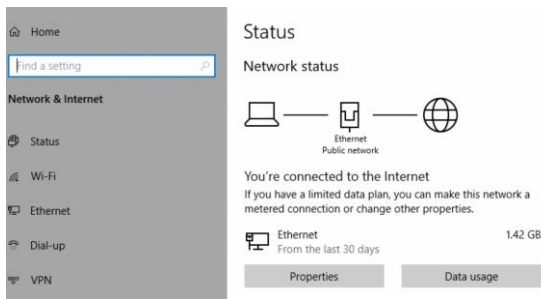 Home
Find a setting
Network & Internet
Status
Wi-Fi
Ethernet
Dial-up
VPN
Status
Network status
Ethernet
Public network
You're connected to the Internet
If you have a limited data plan, you can make this network a
metered connection or change other properties.
Ethernet 1.42 GB
From the last 30 days
Properties Data usage